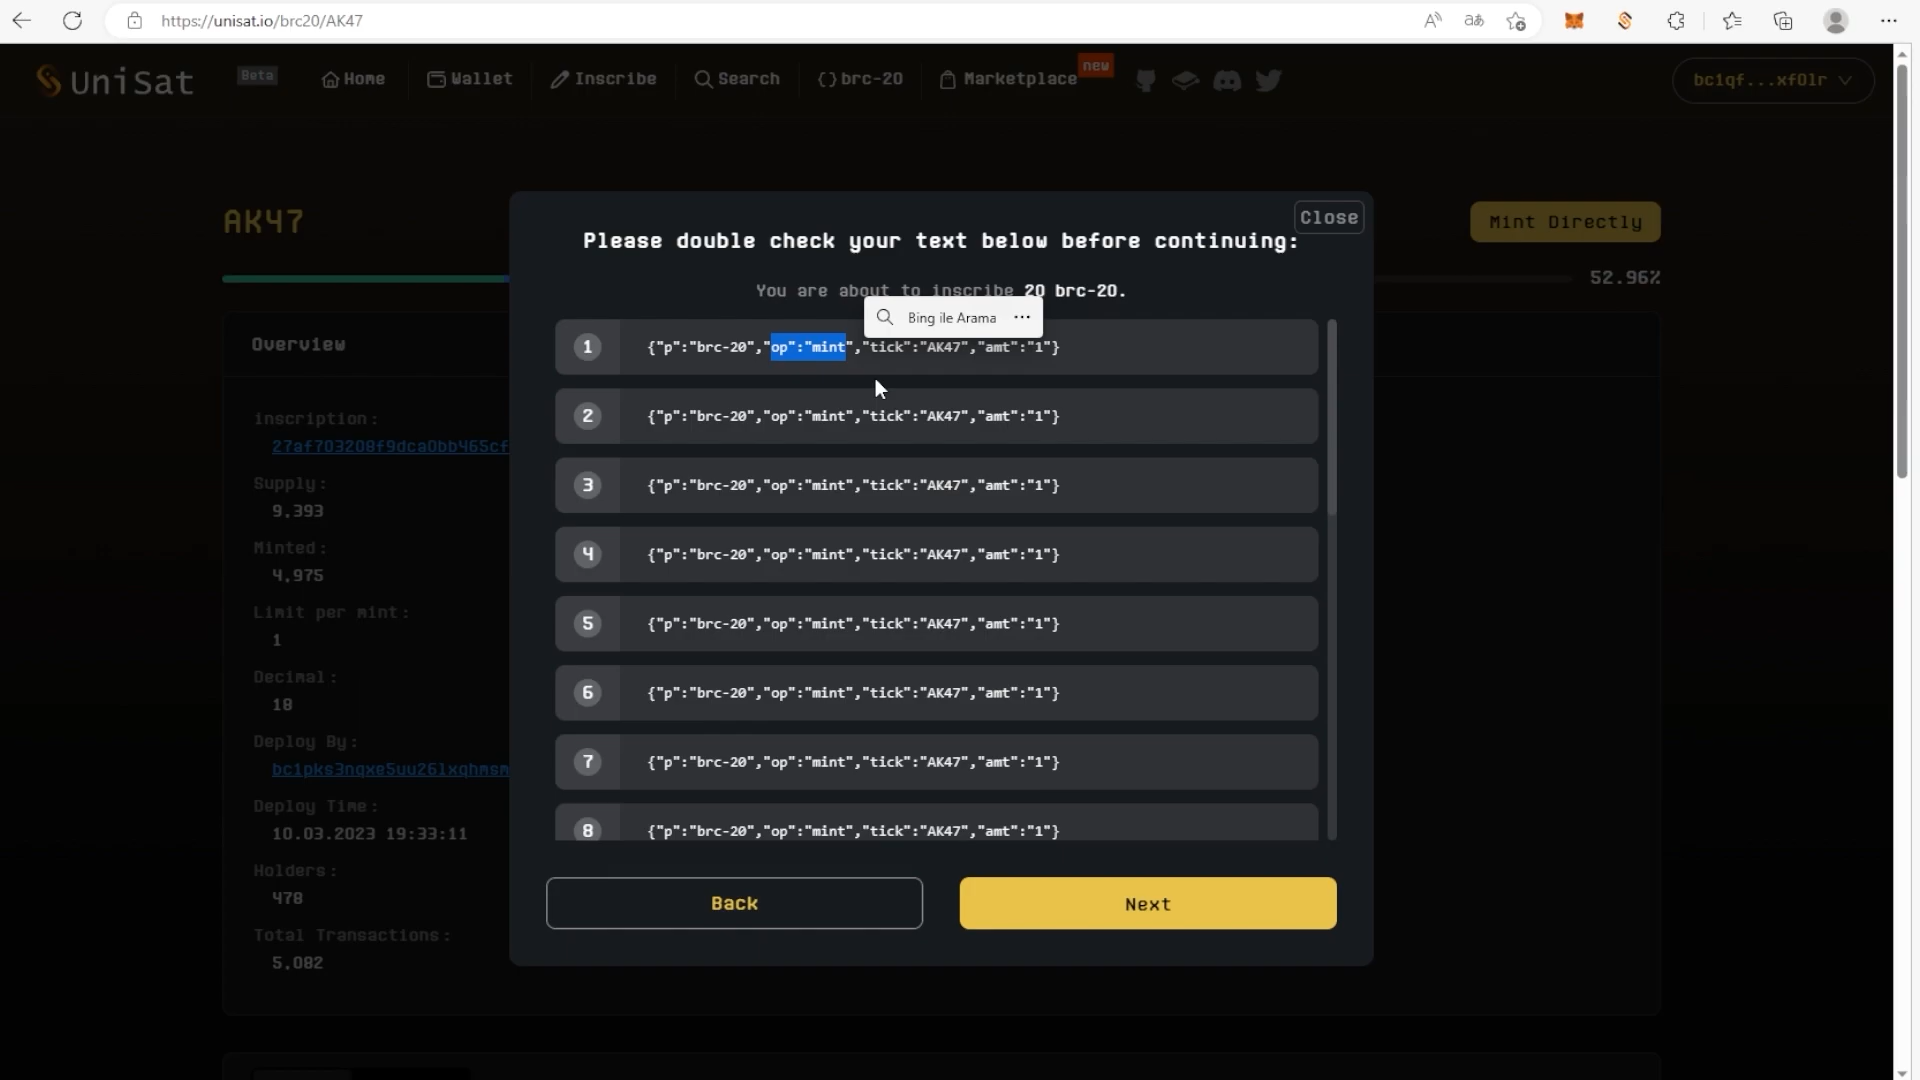 https://unisat.io/brc20/AK47
UniSat
Beta
Home
Wallet
Inscribe
Search
{} brc-20
Marketplace
new
bc1qf...xf0lr
AK47
Mint Directly
52.96%
Close
Please double check your text below before continuing:
You are about to inscribe 20 brc-20.
Bing ile Arama
1 {"p":"brc-20","op":"mint","tick":"AK47","amt":"1"}
2 {"p":"brc-20","op":"mint","tick":"AK47","amt":"1"}
3 {"p":"brc-20","op":"mint","tick":"AK47","amt":"1"}
4 {"p":"brc-20","op":"mint","tick":"AK47","amt":"1"}
5 {"p":"brc-20","op":"mint","tick":"AK47","amt":"1"}
6 {"p":"brc-20","op":"mint","tick":"AK47","amt":"1"}
7 {"p":"brc-20","op":"mint","tick":"AK47","amt":"1"}
8 {"p":"brc-20","op":"mint","tick":"AK47","amt":"1"}
Back
Next
Overview
inscription:
27af703208f9dca0bb465cf
Supply:
9.393
Minted:
4.975
Limit per mint:
1
Decimal:
18
Deploy By:
bc1pks3nqxe5uu26lxqhmsm
Deploy Time:
10.03.2023 19:33:11
Holders:
478
Total Transactions:
5.082